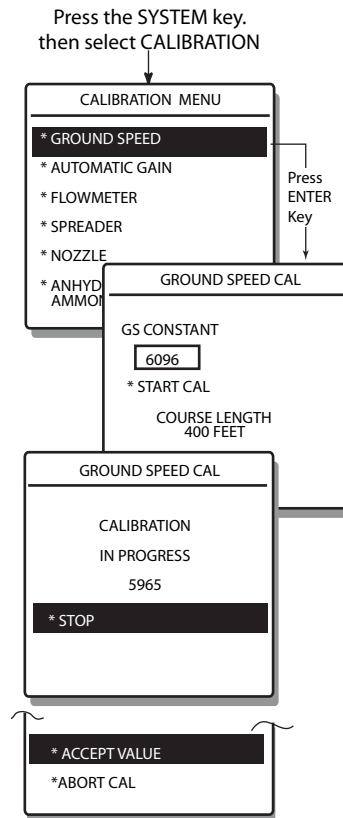 Press the SYSTEM key.
then select CALIBRATION
CALIBRATION MENU
* GROUND SPEED
* AUTOMATIC GAIN
* FLOWMETER
* SPREADER
* NOZZLE
* ANHYD
AMMON
Press
ENTER
Key
GROUND SPEED CAL
GS CONSTANT
6096
* START CAL
COURSE LENGTH
400 FEET
GROUND SPEED CAL
CALIBRATION
IN PROGRESS
5965
* STOP
* ACCEPT VALUE
*ABORT CAL